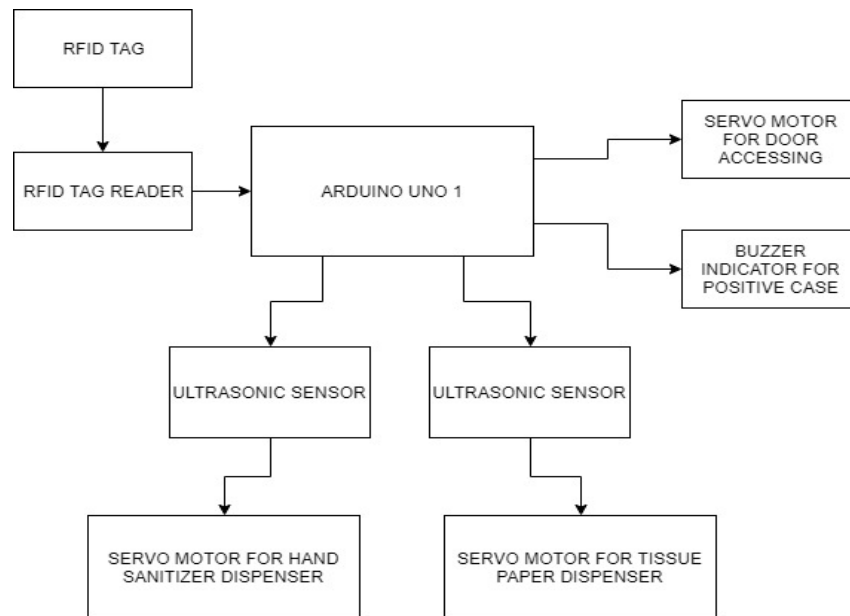 RFID TAG
RFID TAG READER
ARDUINO UNO 1
SERVO MOTOR
FOR DOOR
ACCESSING
BUZZER
INDICATOR FOR
POSITIVE CASE
ULTRASONIC SENSOR
ULTRASONIC SENSOR
SERVO MOTOR FOR HAND
SANITIZER DISPENSER
SERVO MOTOR FOR TISSUE
PAPER DISPENSER